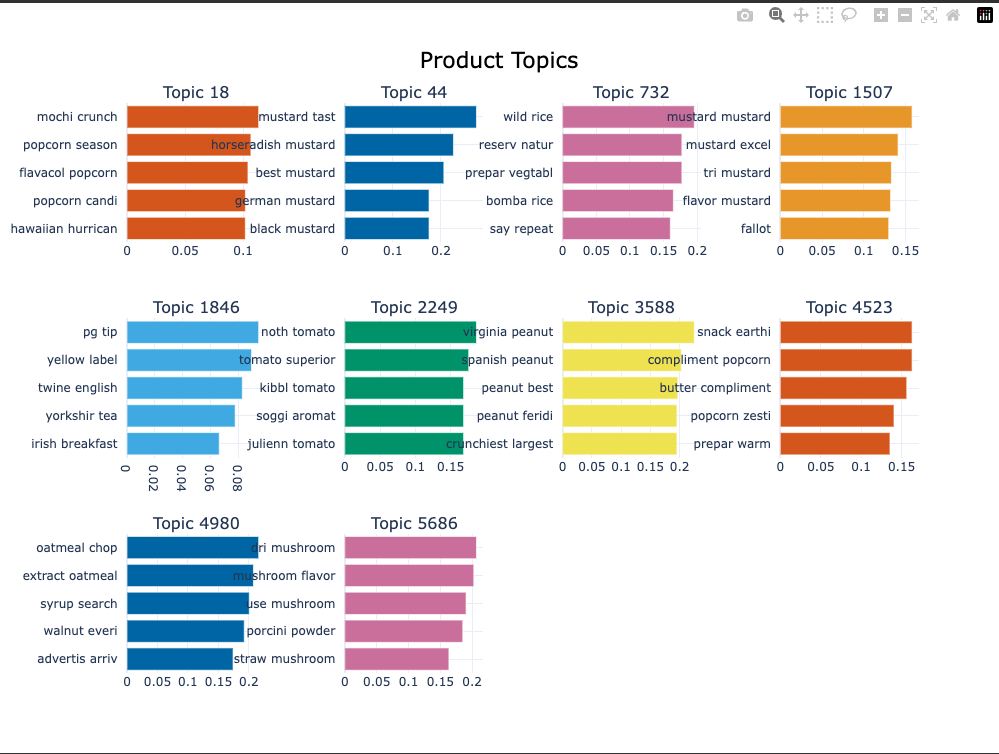 Product Topics
Topic 18
mochi crunch
popcorn season
flavacol popcorn
popcorn candi
hawaiian hurrican
0 0.05 0.1
Topic 44
mustard tast
horseradish mustard
best mustard
german mustard
black mustard
0 0.1 0.2
Topic 732
wild rice
reserv natur
prepar vegtabl
bomba rice
say repeat
0 0.05 0.1 0.15 0.2
Topic 1507
mustard mustard
mustard excel
tri mustard
flavor mustard
fallot
0 0.05 0.1 0.15
Topic 1846
pg tip
yellow label
twine english
yorkshir tea
irish breakfast
0 0.02 0.04 0.06 0.08
Topic 2249
noth tomato
tomato superior
kibbl tomato
soggi aromat
julienn tomato
0 0.05 0.1 0.15
Topic 3588
virginia peanut
spanish peanut
peanut best
peanut feridi
crunchiest largest
0 0.05 0.1 0.15 0.2
Topic 4523
snack earthi
compliment popcorn
butter compliment
popcorn zesti
prepar warm
0 0.05 0.1 0.15
Topic 4980
oatmeal chop
extract oatmeal
syrup search
walnut everi
advertis arriv
0 0.05 0.1 0.15 0.2
Topic 5686
dri mushroom
mushroom flavor
use mushroom
porcini powder
straw mushroom
0 0.05 0.1 0.15 0.2